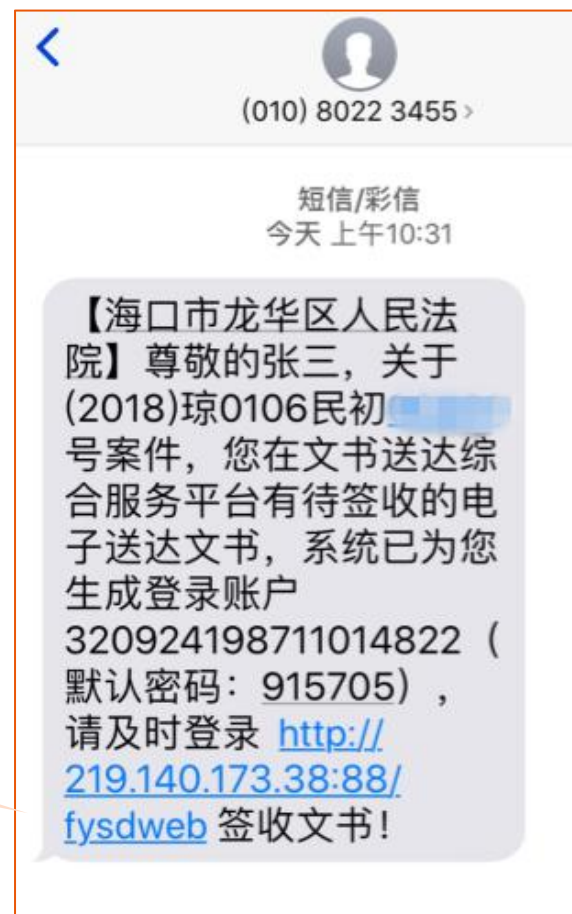 (010) 8022 3455 >
短信/彩信
今天 上午10:31
【海口市龙华区人民法
院】尊敬的张三，关于
(2018)琼0106民初
号案件，您在文书送达综
合服务平台有待签收的电
子送达文书，系统已为您
生成登录账户
320924198711014822（
默认密码：915705），
请及时登录 http://
219.140.173.38:88/
fysdweb 签收文书！